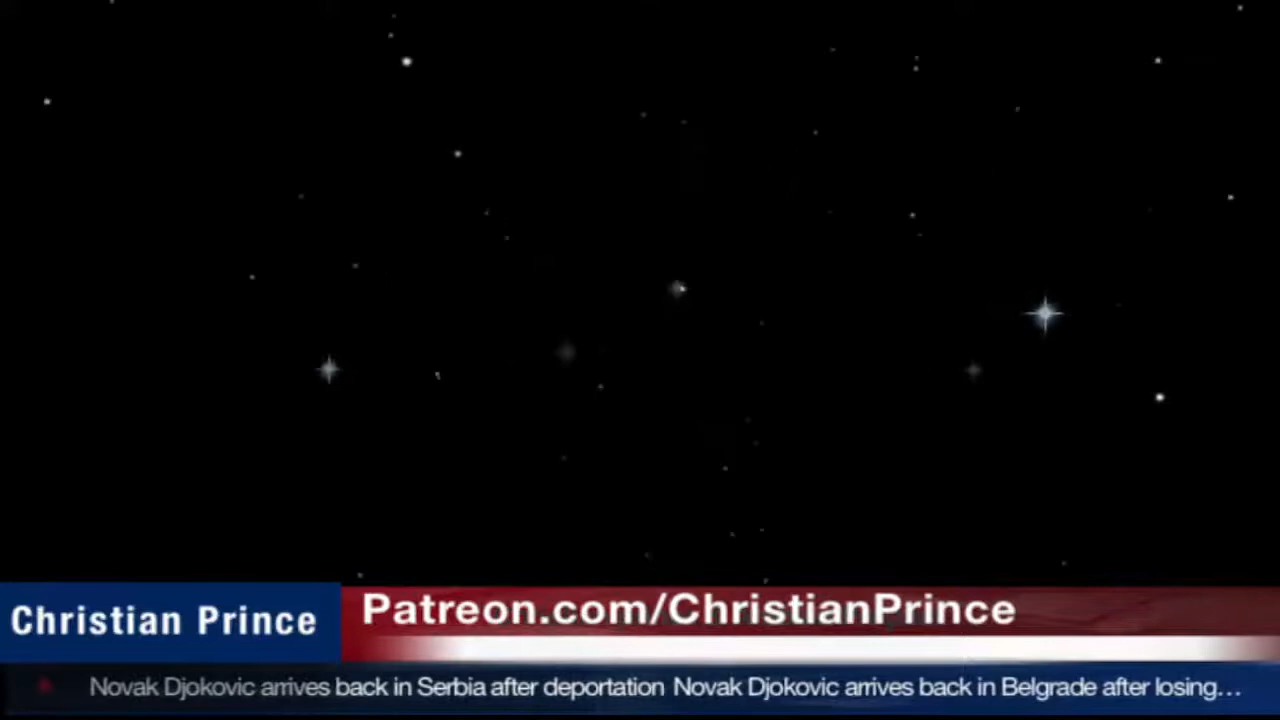 Christian Prince
Patreon.com/ChristianPrince
Novak Djokovic arrives back in Serbia after deportation Novak Djokovic arrives back in Belgrade after losing...